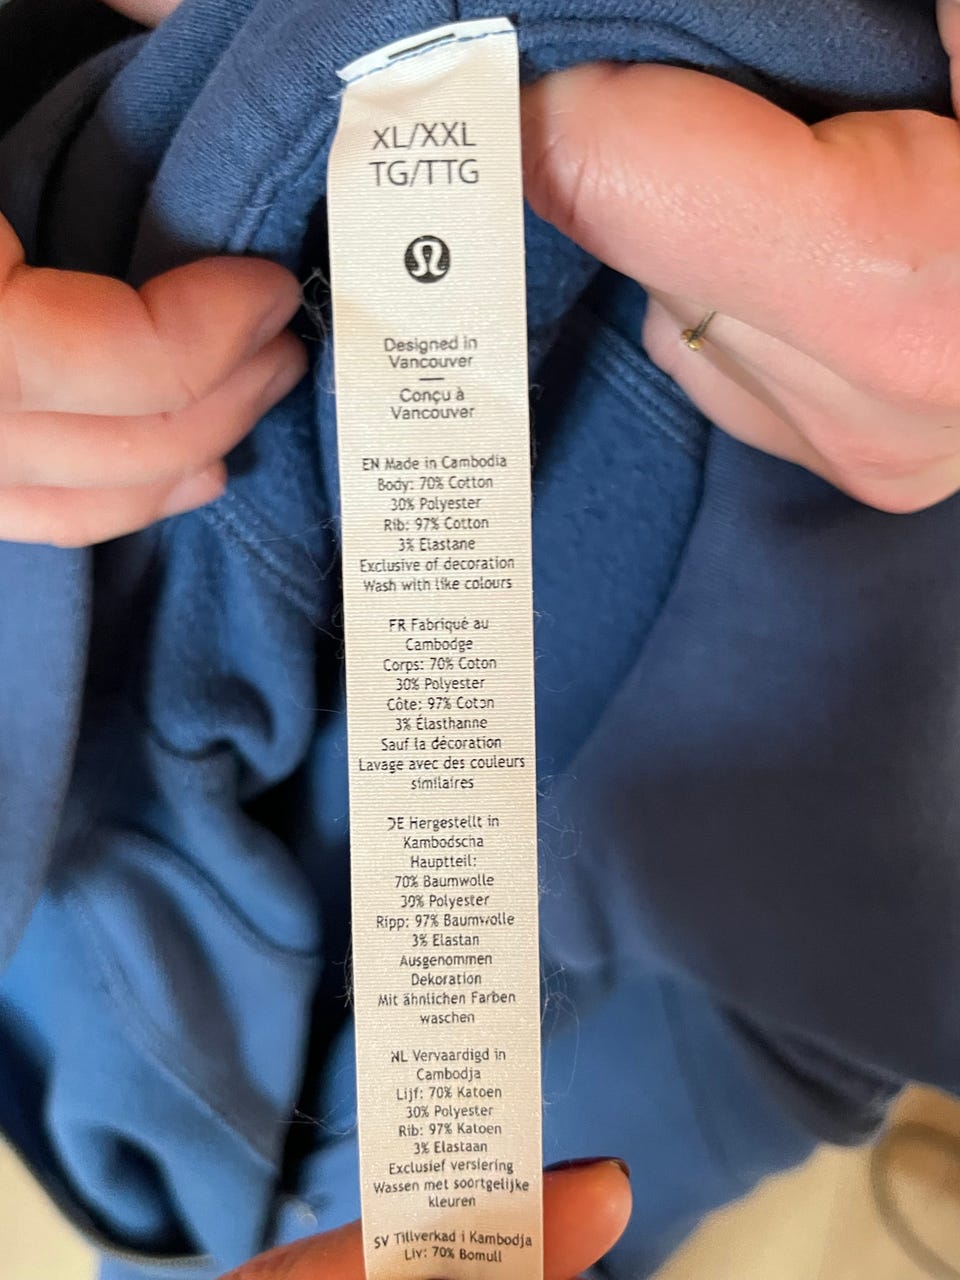 XL/XXL
TG/TTG
Designed in
Vancouver
Conçu à
Vancouver
EN Made in Cambodia
Body: 70% Cotton
30% Polyester
Rib: 97% Cotton
3% Elastane
Exclusive of decoration
Wash with like colours
FR Fabriqué au
Cambodge
Corps: 70% Coton
30% Polyester
Côte: 97% Coton
3% Élasthanne
Sauf la décoration
Lavage avec des couleurs
similaires
DE Hergestellt in
Kambodscha
Hauptteil:
70% Baumwolle
30% Polyester
Ripp: 97% Baumwolle
3% Elastan
Ausgenommen
Dekoration
Mit ähnlichen Farben
waschen
NL Vervaardigd in
Cambodja
Lijf: 70% Katoen
30% Polyester
Rib: 97% Katoen
3% Elastaan
Exclusief versiering
Wassen met soortgelijke
kleuren
SV Tillverkad i Kambodja
Liv: 70% Bomull